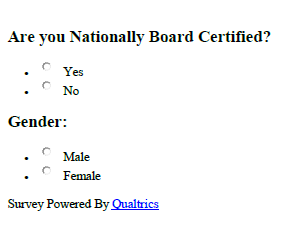 Are you Nationally Board Certified?
Yes
No
Gender:
Male
Female
Survey Powered By Qualtrics